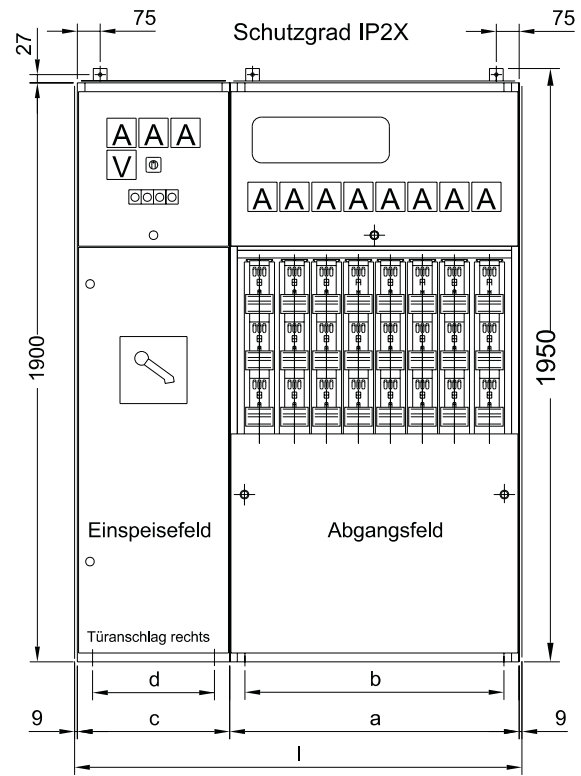 75
Schutzgrad IP2X
75
27
A A A
V
A A A A A A A A
1900
1950
Einspeisefeld
Abgangsfeld
Türanschlag rechts
d
b
9
c
a
9
l